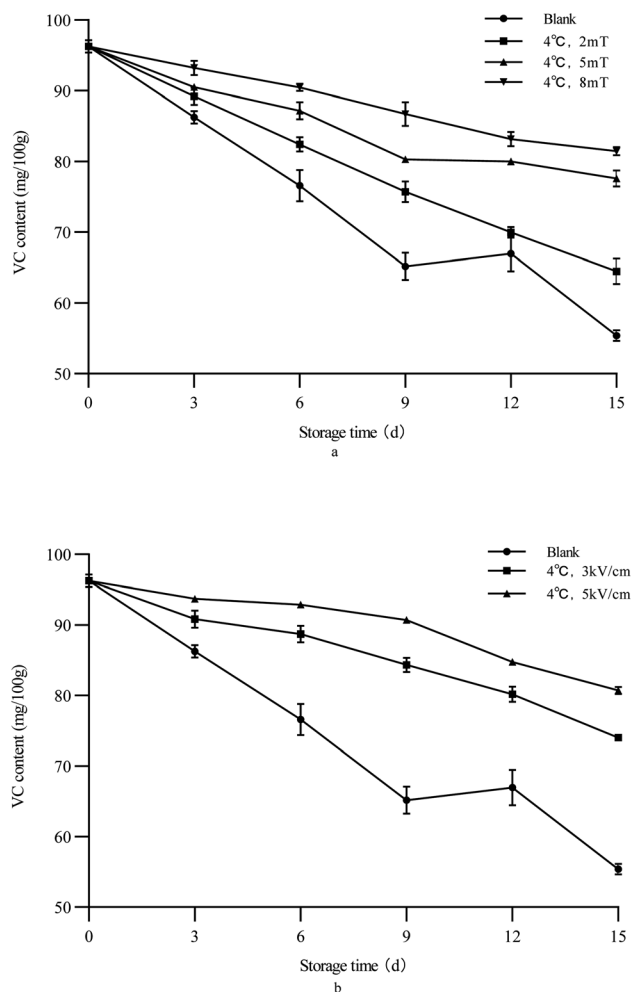 Blank
4℃, 2mT
4℃, 5mT
4℃, 8mT
100
90
80
70
60
50
VC content (mg/100g)
0 3 6 9 12 15
Storage time (d)
a
Blank
4℃, 3kV/cm
4℃, 5kV/cm
100
90
80
70
60
50
VC content (mg/100g)
0 3 6 9 12 15
Storage time (d)
b